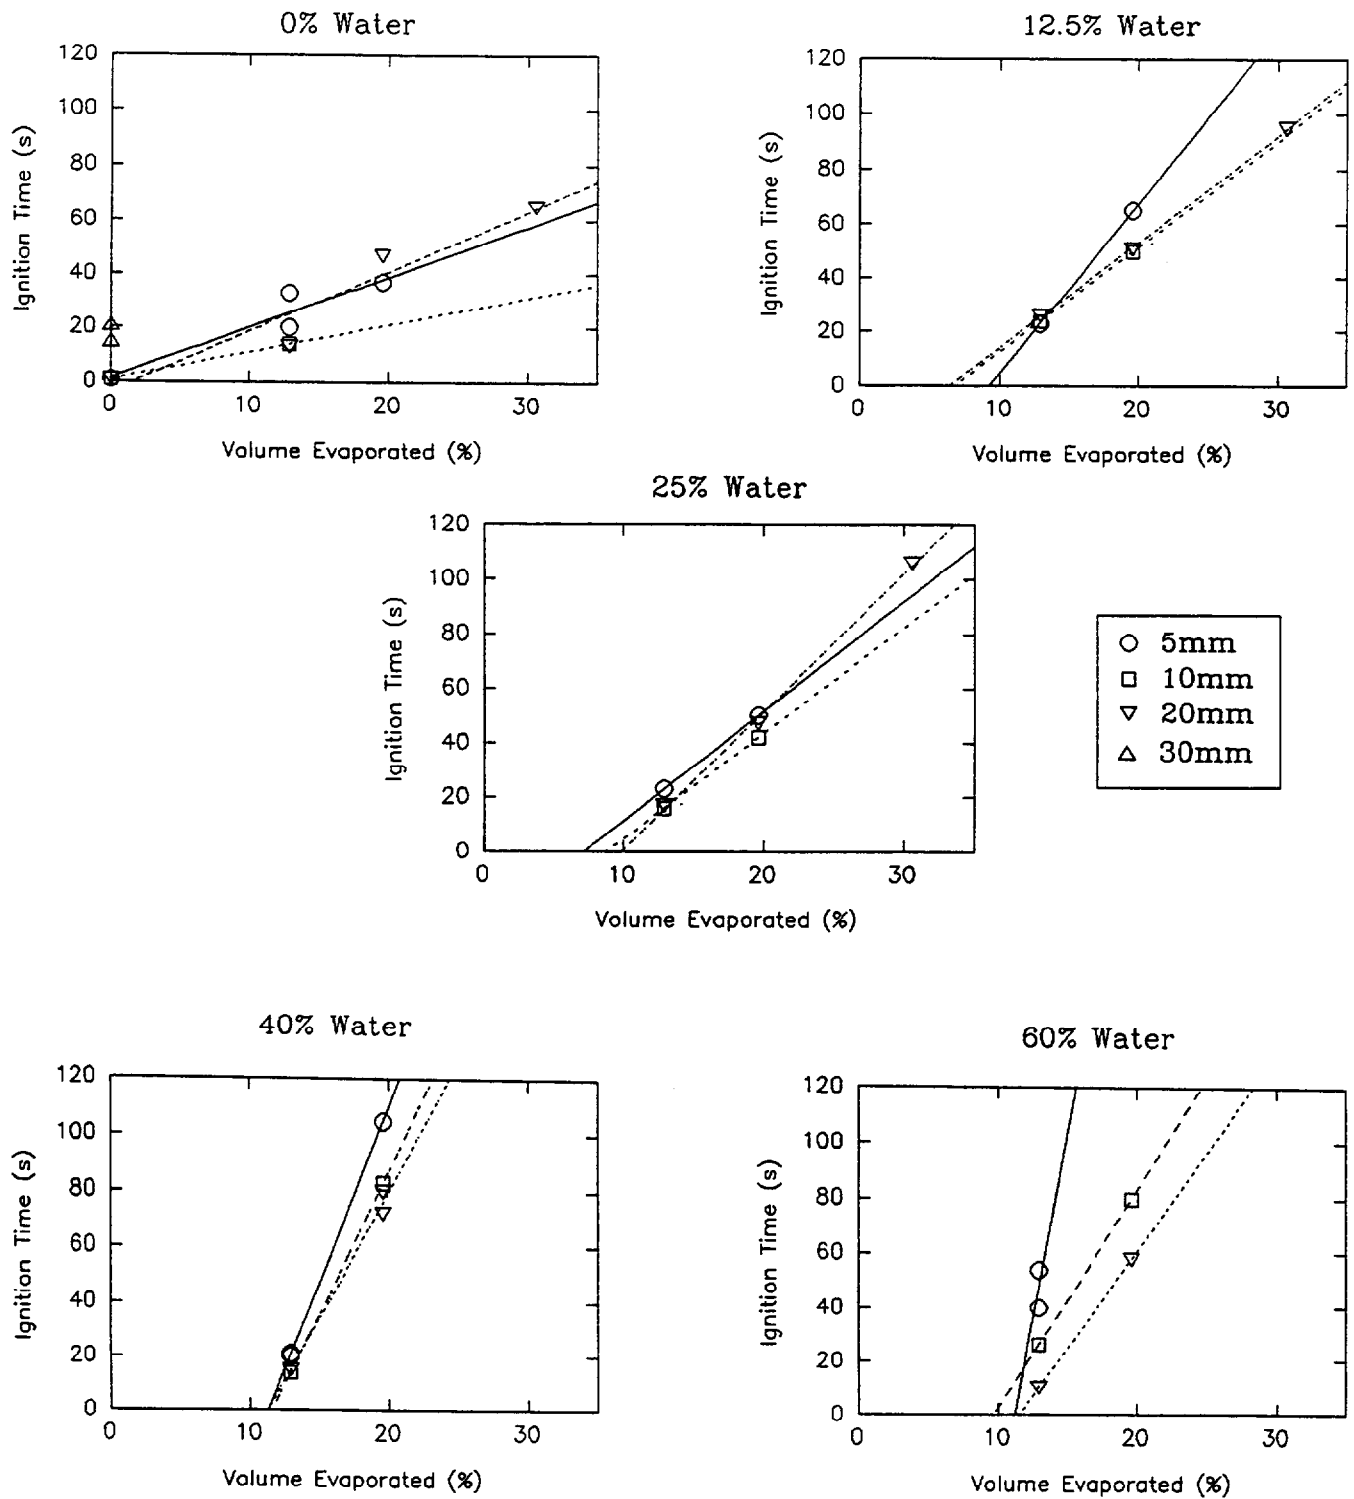 0% Water
120
100
80
60
40
20
0
Ignition Time (s)
0 10 20 30
Volume Evaporated (%)
12.5% Water
120
100
80
60
40
20
0
Ignition Time (s)
0 10 20 30
Volume Evaporated (%)
25% Water
120
100
80
60
40
20
0
Ignition Time (s)
0 10 20 30
Volume Evaporated (%)
5mm
10mm
20mm
30mm
40% Water
120
100
80
60
40
20
0
Ignition Time (s)
0 10 20 30
Volume Evaporated (%)
60% Water
120
100
80
60
40
20
0
Ignition Time (s)
0 10 20 30
Volume Evaporated (%)